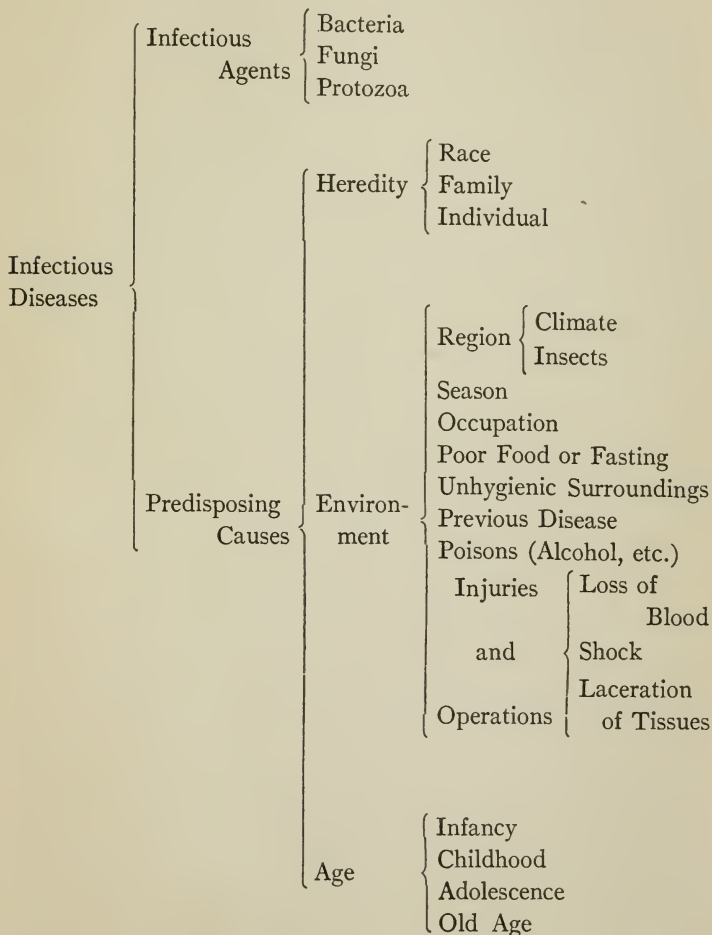 Infectious
Agents
Bacteria
Fungi
Protozoa
Infectious
Diseases
Predisposing
Causes
Heredity
Race
Family
Individual
Environ-
ment
Region
Climate
Insects
Season
Occupation
Poor Food or Fasting
Unhygienic Surroundings
Previous Disease
Poisons (Alcohol, etc.)
Injuries
and
Operations
Loss of
Blood
Shock
Laceration
of Tissues
Age
Infancy
Childhood
Adolescence
Old Age